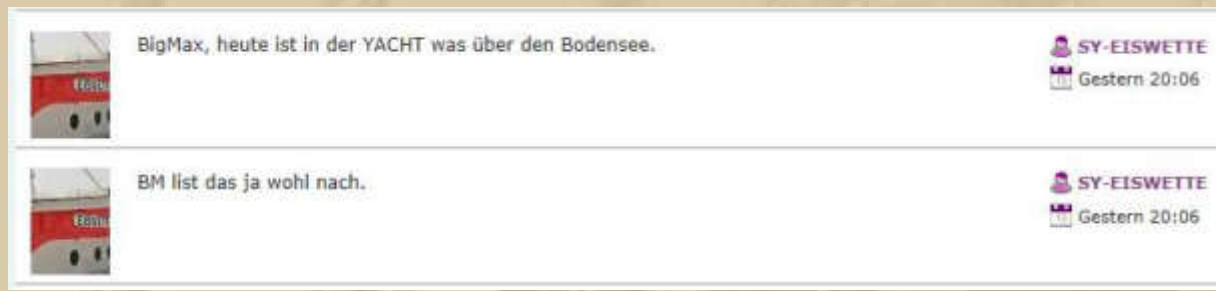 BigMax, heute ist in der YACHT was über den Bodensee.
SY-EISWETTE
Gestern 20:06
BM list das ja wohl nach.
SY-EISWETTE
Gestern 20:06